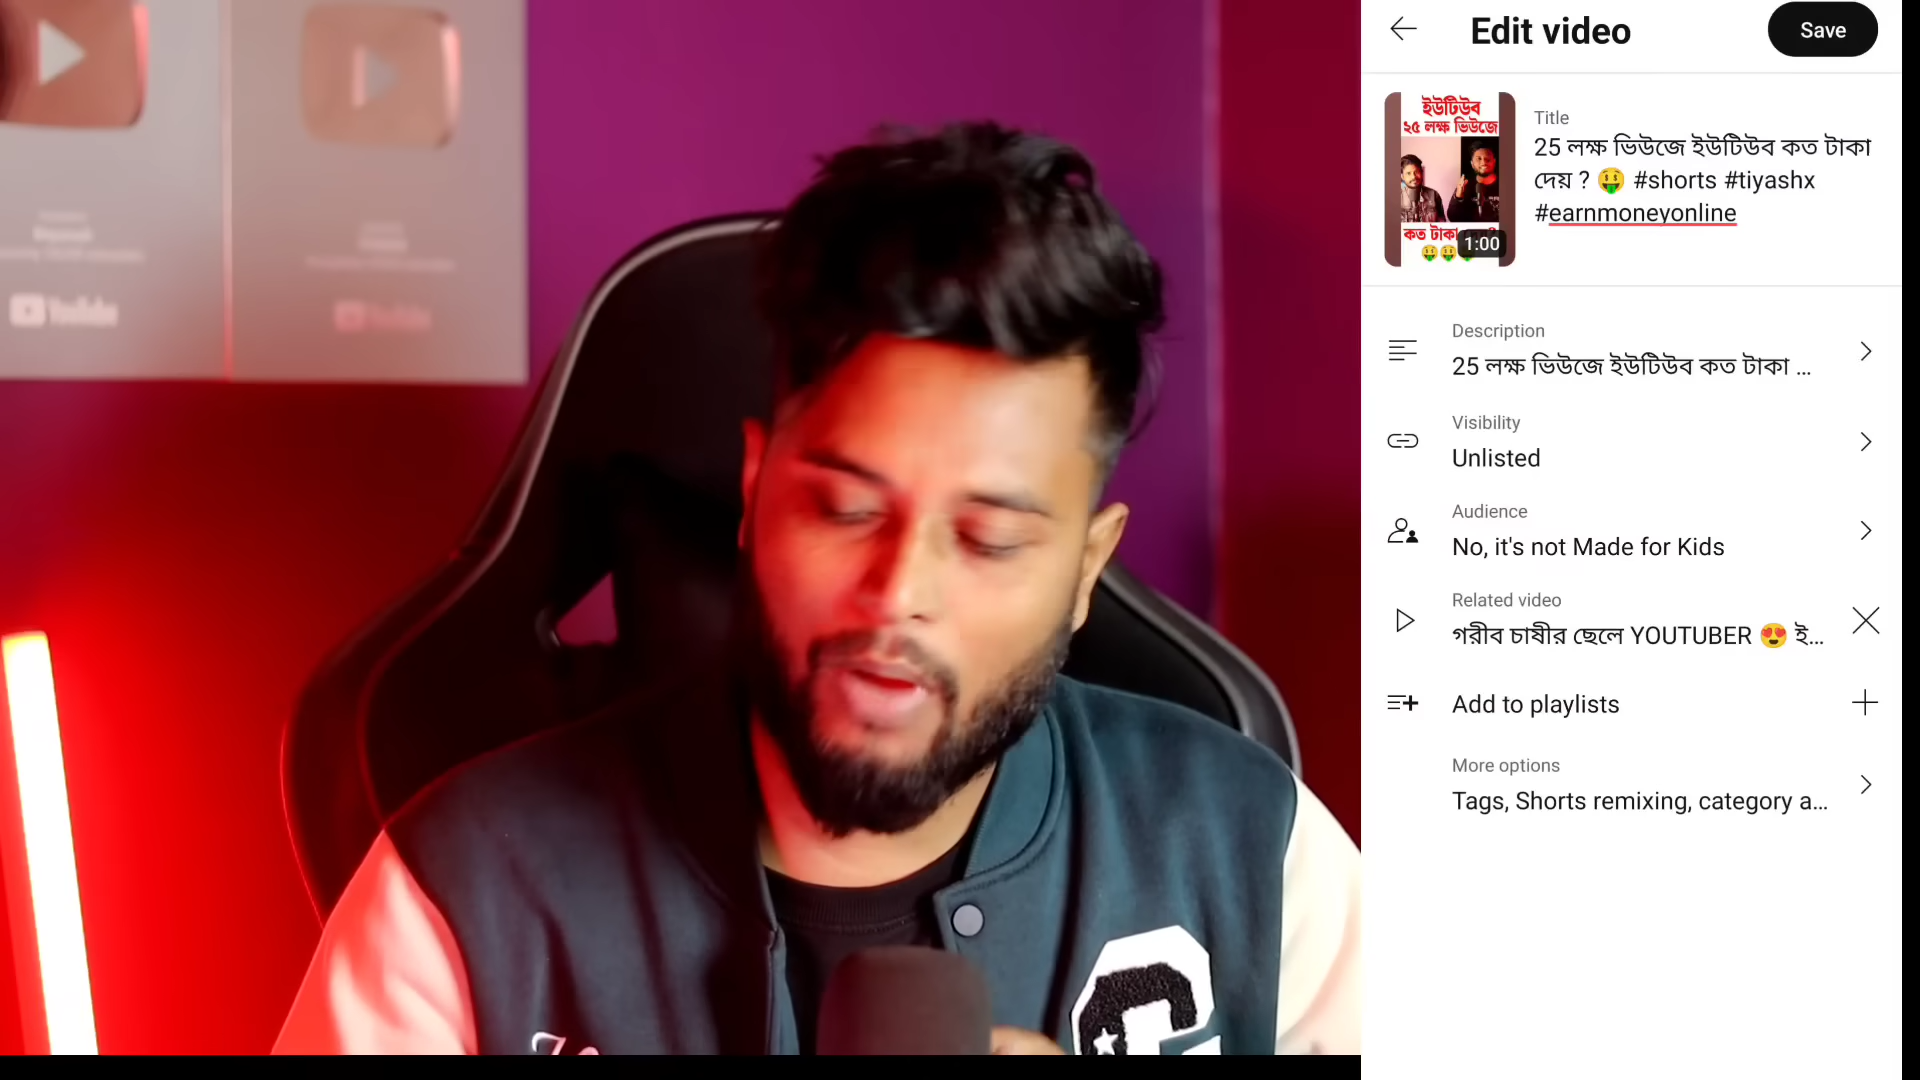 YouTube
YouTube
Edit video
Save
ইউটিউব
২৫ লক্ষ ভিউজে
কত টাকা
1:00
Title
25 লক্ষ ভিউজে ইউটিউব কত টাকা
দেয় ? 🤑 #shorts #tiyashx
#earnmoneyonline
Description
25 লক্ষ ভিউজে ইউটিউব কত টাকা ...
Visibility
Unlisted
Audience
No, it's not Made for Kids
Related video
গরীব চাষীর ছেলে YOUTUBER 😍 ই...
Add to playlists
More options
Tags, Shorts remixing, category a...